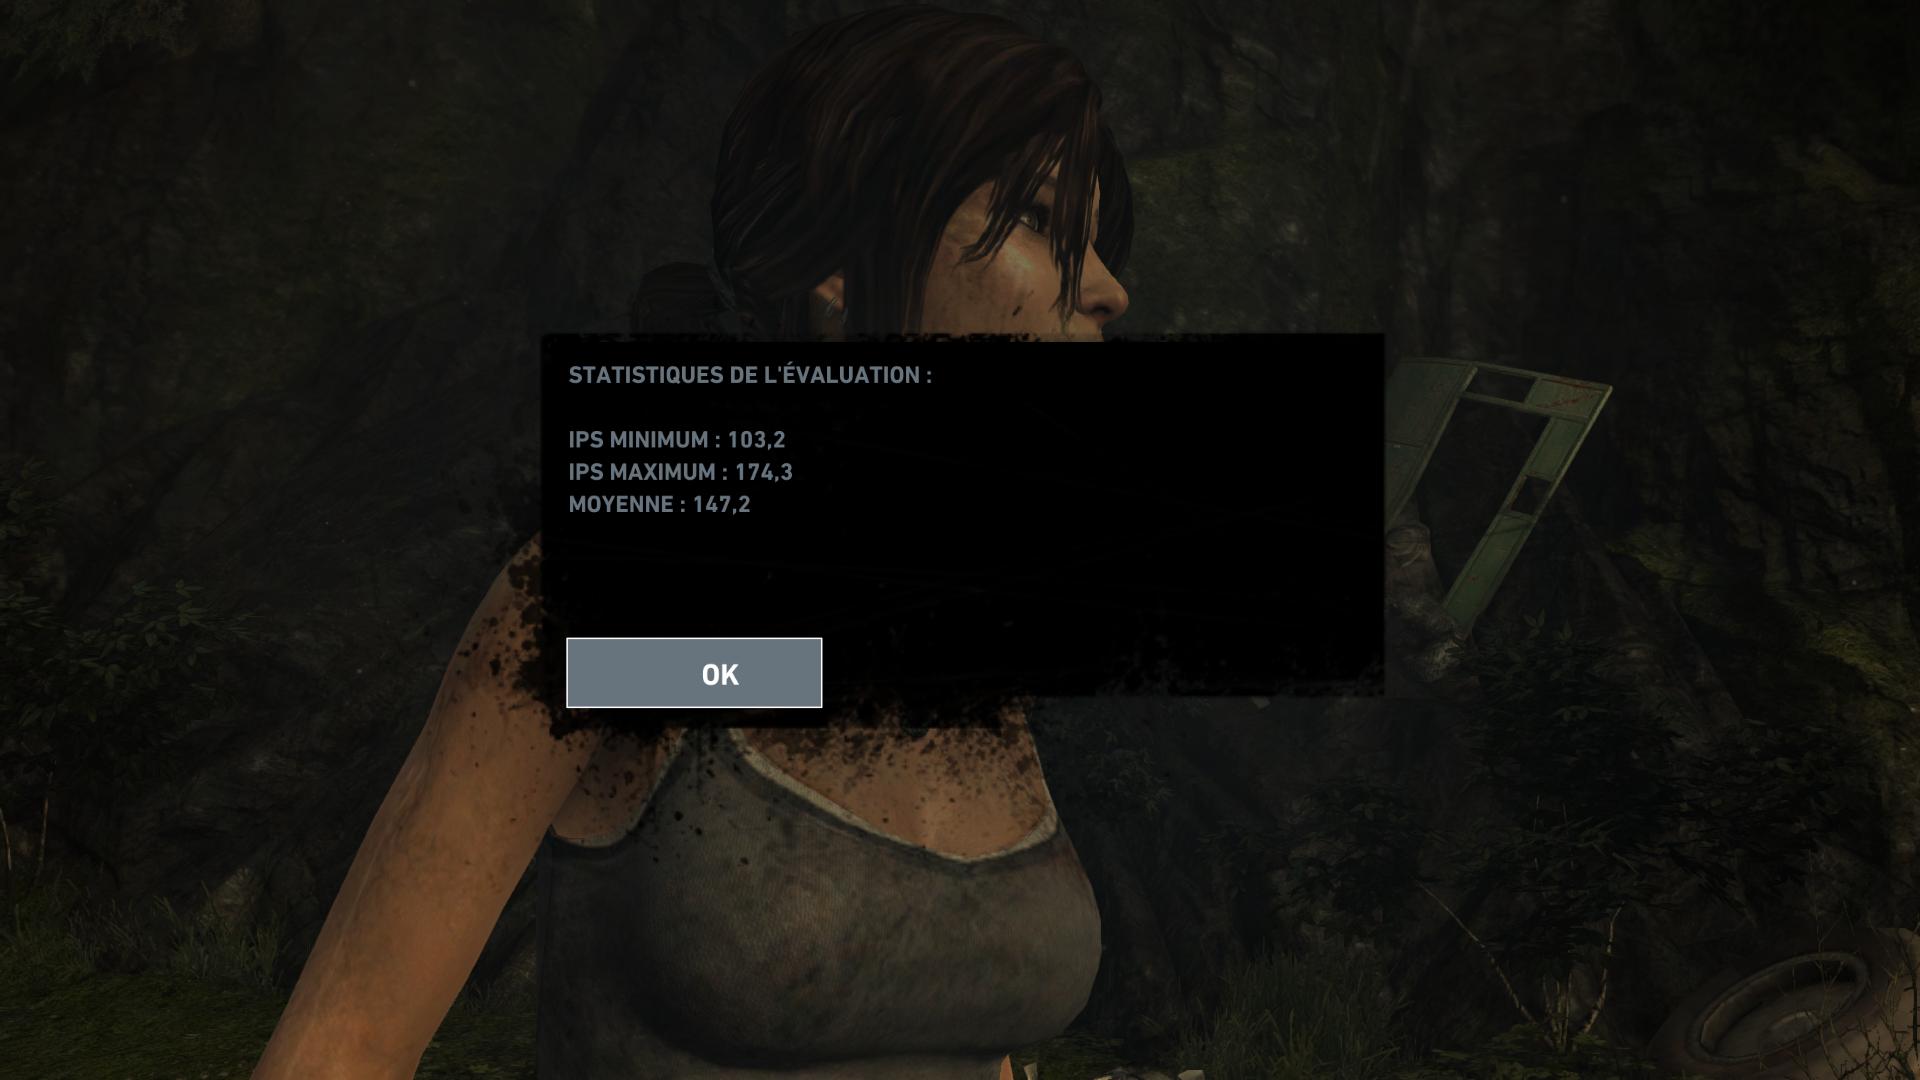 STATISTIQUES DE L'ÉVALUATION :
IPS MINIMUM : 103,2
IPS MAXIMUM : 174,3
MOYENNE : 147,2
OK